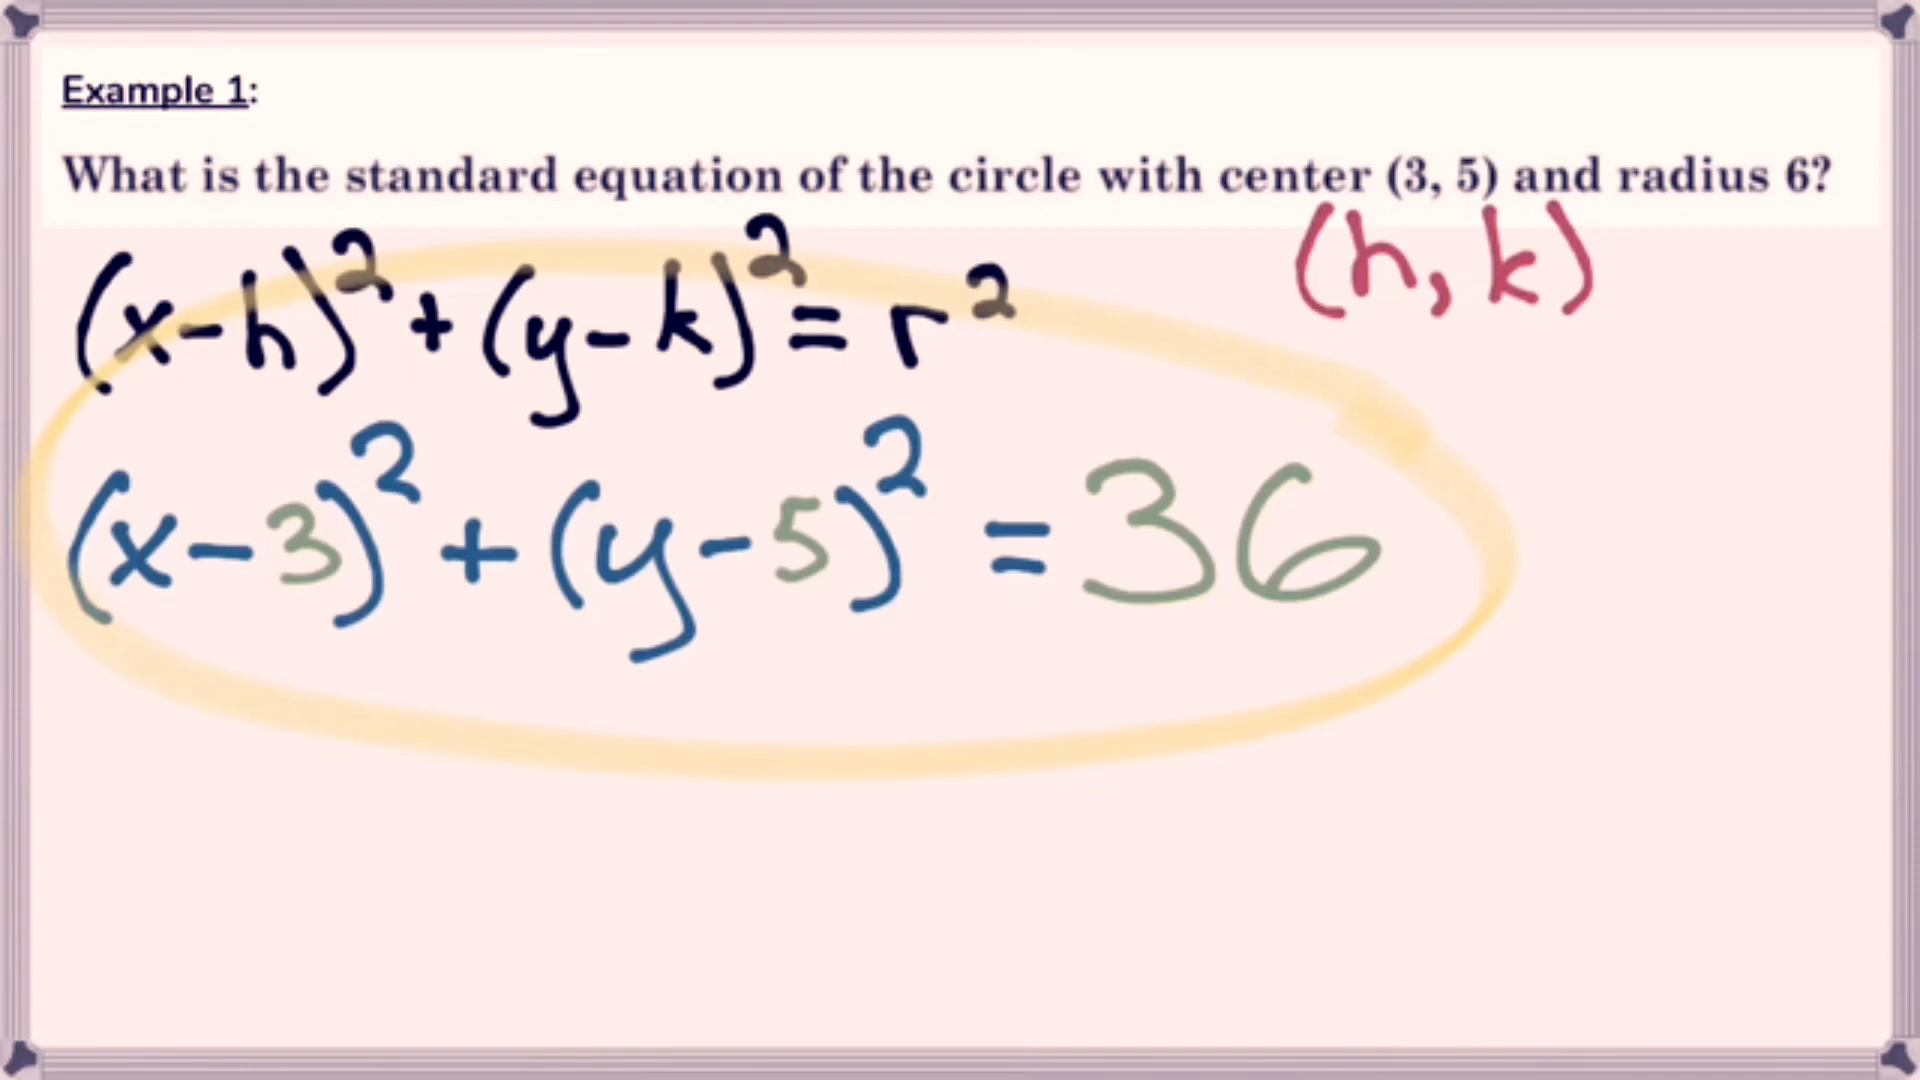 Example 1:
What is the standard equation of the circle with center (3, 5) and radius 6?
(h, k)
(x-h)² + (y-k)² = r²
(x-3)² + (y-5)² = 36